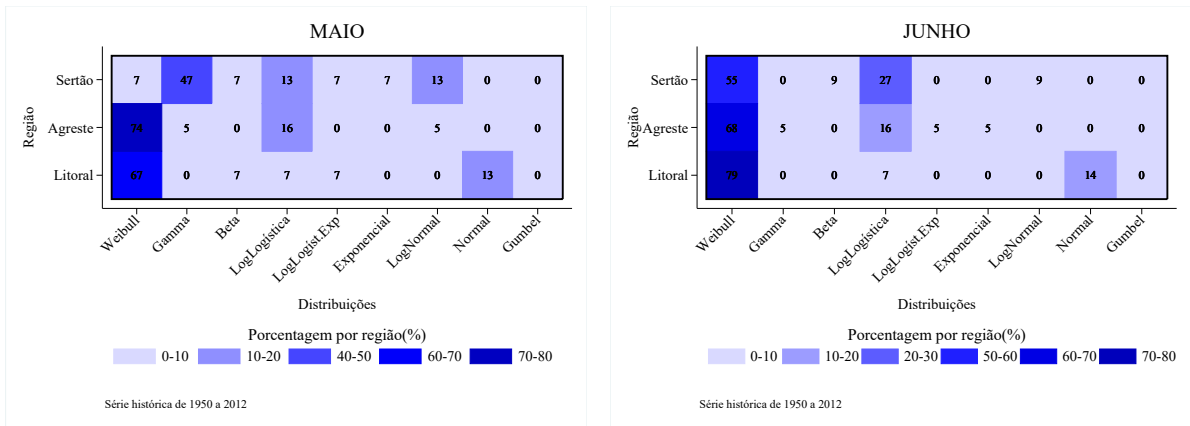 MAIO
Região
Sertão 7 47 7 13 7 7 13 0 0
Agreste 74 5 0 16 0 0 5 0 0
Litoral 67 0 7 7 7 0 0 13 0
Weibull Gamma Beta LogLogística LogLogist.Exp Exponencial LogNormal Normal Gumbel
Distribuições
Porcentagem por região(%)
0-10 10-20 40-50 60-70 70-80
Série histórica de 1950 a 2012
JUNHO
Região
Sertão 55 0 9 27 0 0 9 0 0
Agreste 68 5 0 16 5 5 0 0 0
Litoral 79 0 0 7 0 0 0 14 0
Weibull Gamma Beta LogLogística LogLogist.Exp Exponencial LogNormal Normal Gumbel
Distribuições
Porcentagem por região(%)
0-10 10-20 20-30 50-60 60-70 70-80
Série histórica de 1950 a 2012